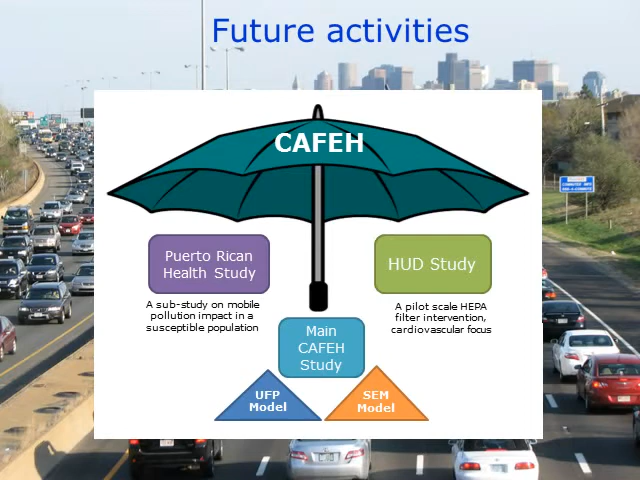 Future activities
CAFEH
Puerto Rican
Health Study
HUD Study
A sub-study on mobile
pollution impact in a
susceptible population
A pilot scale HEPA
filter intervention,
cardiovascular focus
Main
CAFEH
Study
UFP
Model
SEM
Model